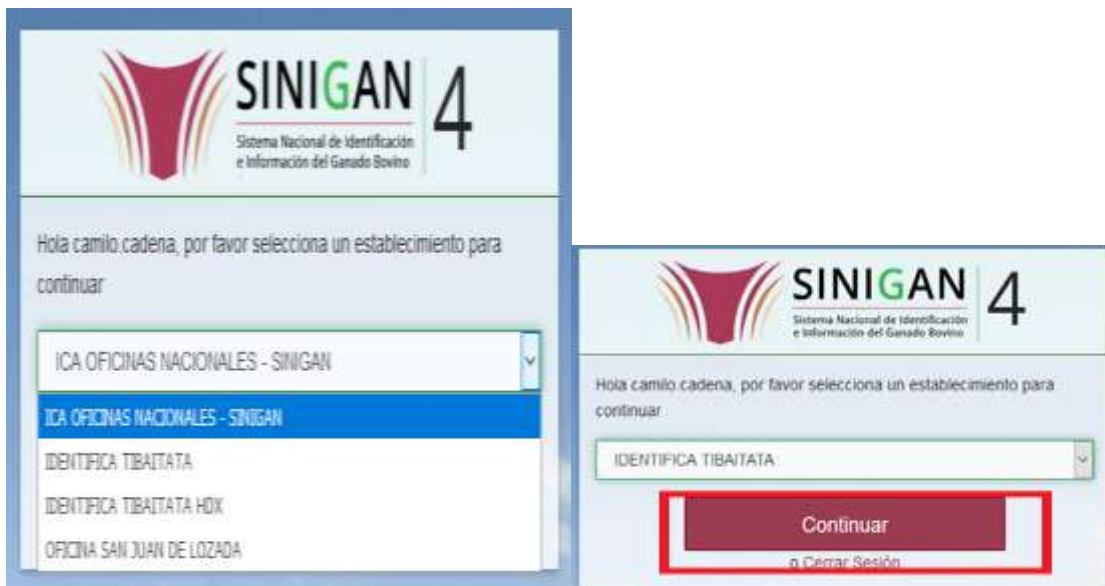 SINIGAN 4
Sistema Nacional de Identificación
e Información del Ganado Bovino
Hola camilo.cadena, por favor selecciona un establecimiento para
continuar
ICA OFICINAS NACIONALES - SINIGAN
ICA OFICINAS NACIONALES - SINIGAN
IDENTIFICA TIBAITATA
IDENTIFICA TIBAITATA HDX
OFICINA SAN JUAN DE LOZADA
SINIGAN 4
Sistema Nacional de Identificación
e Información del Ganado Bovino
Hola camilo.cadena, por favor selecciona un establecimiento para
continuar
IDENTIFICA TIBAITATA
Continuar
o Cerrar Sesión